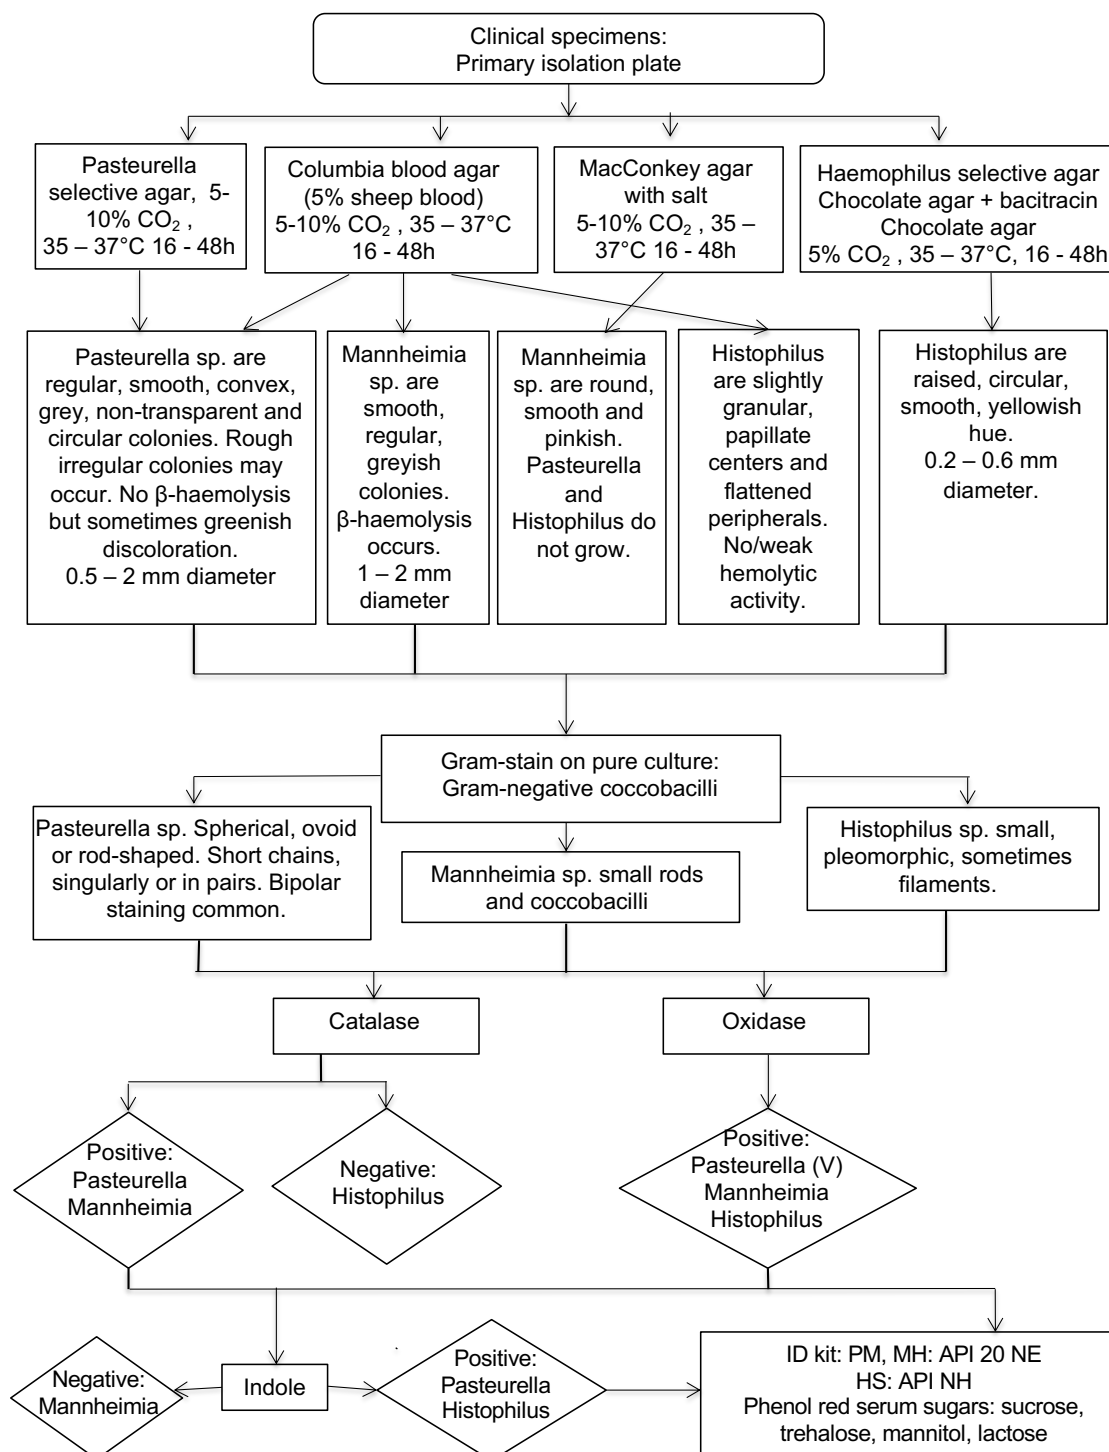 Clinical specimens:
Primary isolation plate
Pasteurella
selective agar, 5-
10% CO₂ ,
35 – 37°C 16 - 48h
Columbia blood agar
(5% sheep blood)
5-10% CO₂ , 35 – 37°C
16 - 48h
MacConkey agar
with salt
5-10% CO₂ , 35 –
37°C 16 - 48h
Haemophilus selective agar
Chocolate agar + bacitracin
Chocolate agar
5% CO₂ , 35 – 37°C, 16 - 48h
Pasteurella sp. are
regular, smooth, convex,
grey, non-transparent and
circular colonies. Rough
irregular colonies may
occur. No β-haemolysis
but sometimes greenish
discoloration.
0.5 – 2 mm diameter
Mannheimia
sp. are
smooth,
regular,
greyish
colonies.
β-haemolysis
occurs.
1 – 2 mm
diameter
Mannheimia
sp. are round,
smooth and
pinkish.
Pasteurella
and
Histophilus do
not grow.
Histophilus
are slightly
granular,
papillate
centers and
flattened
peripherals.
No/weak
hemolytic
activity.
Histophilus are
raised, circular,
smooth, yellowish
hue.
0.2 – 0.6 mm
diameter.
Gram-stain on pure culture:
Gram-negative coccobacilli
Pasteurella sp. Spherical, ovoid
or rod-shaped. Short chains,
singularly or in pairs. Bipolar
staining common.
Mannheimia sp. small rods
and coccobacilli
Histophilus sp. small,
pleomorphic, sometimes
filaments.
Catalase
Oxidase
Positive:
Pasteurella
Mannheimia
Negative:
Histophilus
Positive:
Pasteurella (V)
Mannheimia
Histophilus
Negative:
Mannheimia
Indole
Positive:
Pasteurella
Histophilus
ID kit: PM, MH: API 20 NE
HS: API NH
Phenol red serum sugars: sucrose,
trehalose, mannitol, lactose